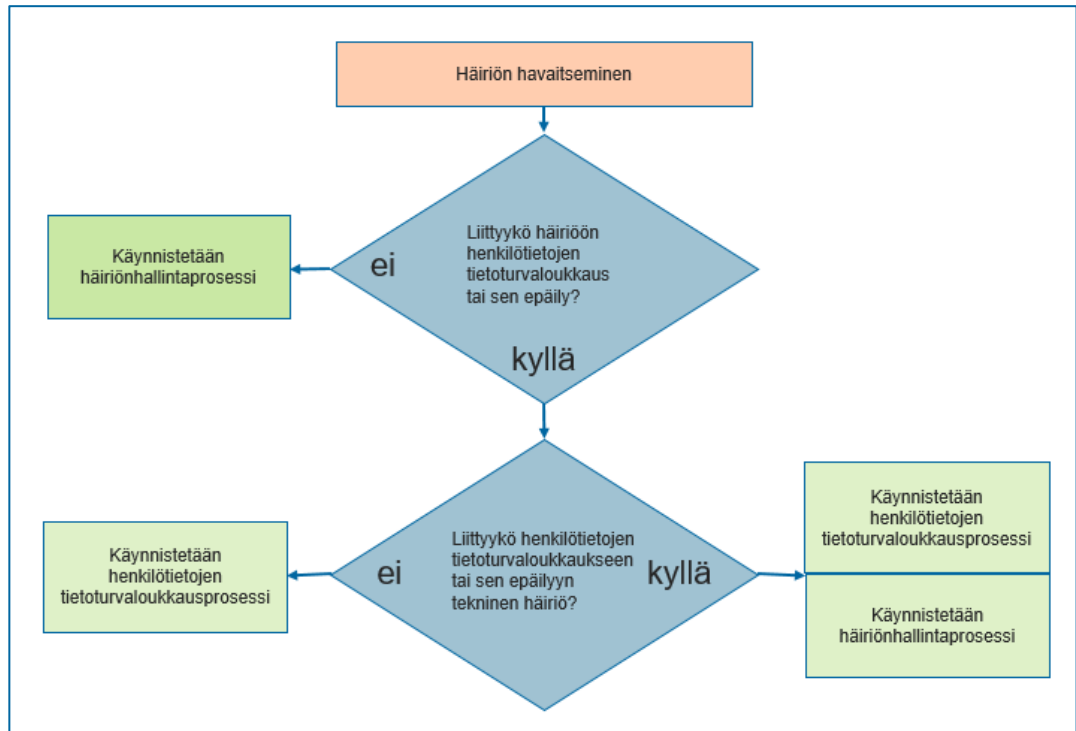 Häiriön havaitseminen
Liittyykö häiriöön
henkilötietojen
tietoturvaloukkaus
tai sen epäily?
ei
kyllä
Käynnistetään
häiriönhallintaprosessi
Liittyykö henkilötietojen
tietoturvaloukkaukseen
tai sen epäilyyn
tekninen häiriö?
ei
kyllä
Käynnistetään
henkilötietojen
tietoturvaloukkausprosessi
Käynnistetään
henkilötietojen
tietoturvaloukkausprosessi
Käynnistetään
häiriönhallintaprosessi